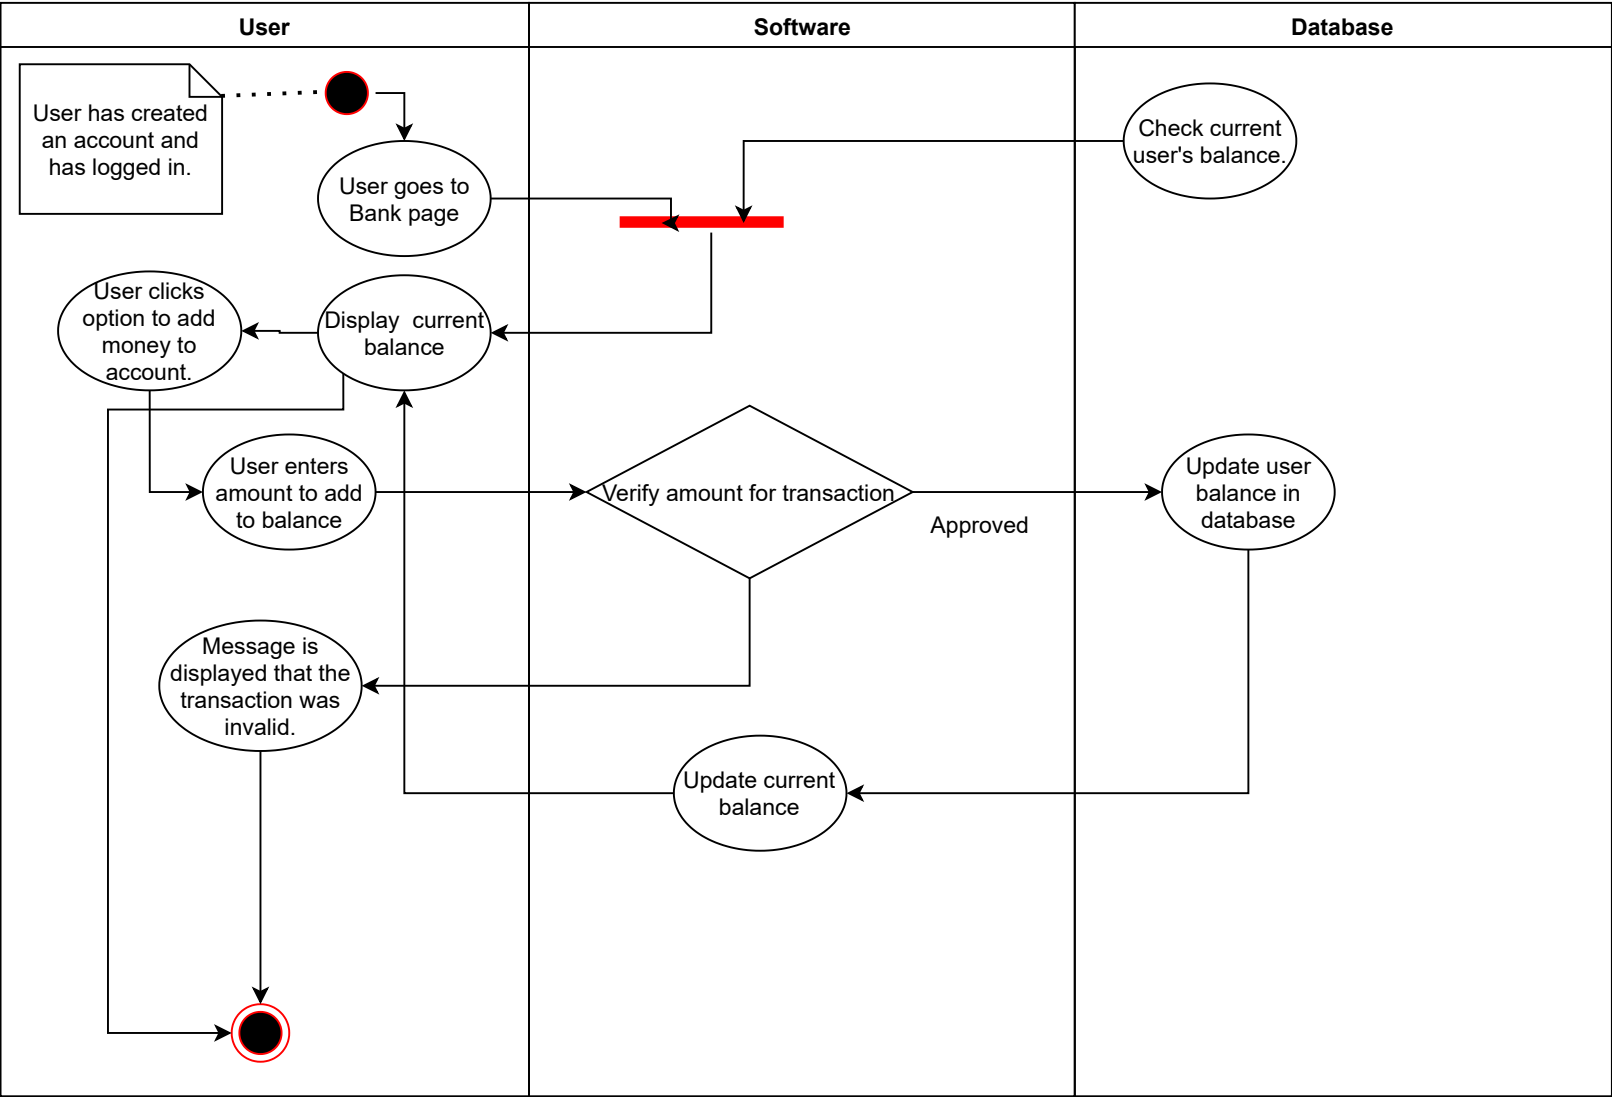 User
Software
Database
User has created
an account and
has logged in.
User goes to
Bank page
Check current
user's balance.
User clicks
option to add
money to
account.
Display  current
balance
User enters
amount to add
to balance
Verify amount for transaction
Approved
Update user
balance in
database
Message is
displayed that the
transaction was
invalid.
Update current
balance